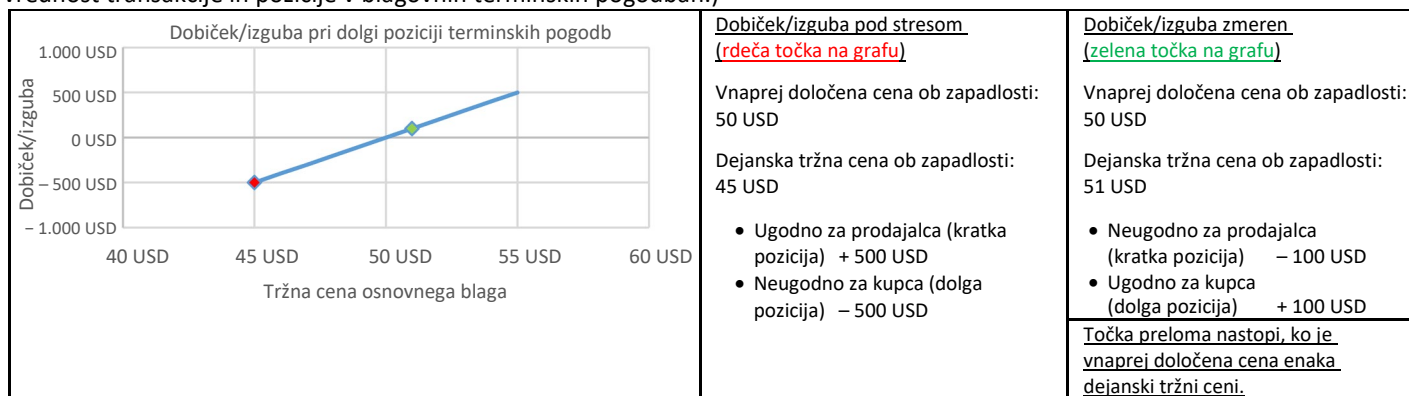 vrednost transakcije in pozicije v blagovnih terminskih pogodbah.)
Dobiček/izguba pri dolgi poziciji terminskih pogodb
Dobiček/izguba
1.000 USD
500 USD
0 USD
– 500 USD
– 1.000 USD
40 USD 45 USD 50 USD 55 USD 60 USD
Tržna cena osnovnega blaga
Dobiček/izguba pod stresom
(rdeča točka na grafu)
Vnaprej določena cena ob zapadlosti:
50 USD
Dejanska tržna cena ob zapadlosti:
45 USD
• Ugodno za prodajalca (kratka
pozicija) + 500 USD
• Neugodno za kupca (dolga
pozicija) – 500 USD
Dobiček/izguba zmeren
(zelena točka na grafu)
Vnaprej določena cena ob zapadlosti:
50 USD
Dejanska tržna cena ob zapadlosti:
51 USD
• Neugodno za prodajalca
(kratka pozicija) – 100 USD
• Ugodno za kupca
(dolga pozicija) + 100 USD
Točka preloma nastopi, ko je
vnaprej določena cena enaka
dejanski tržni ceni.